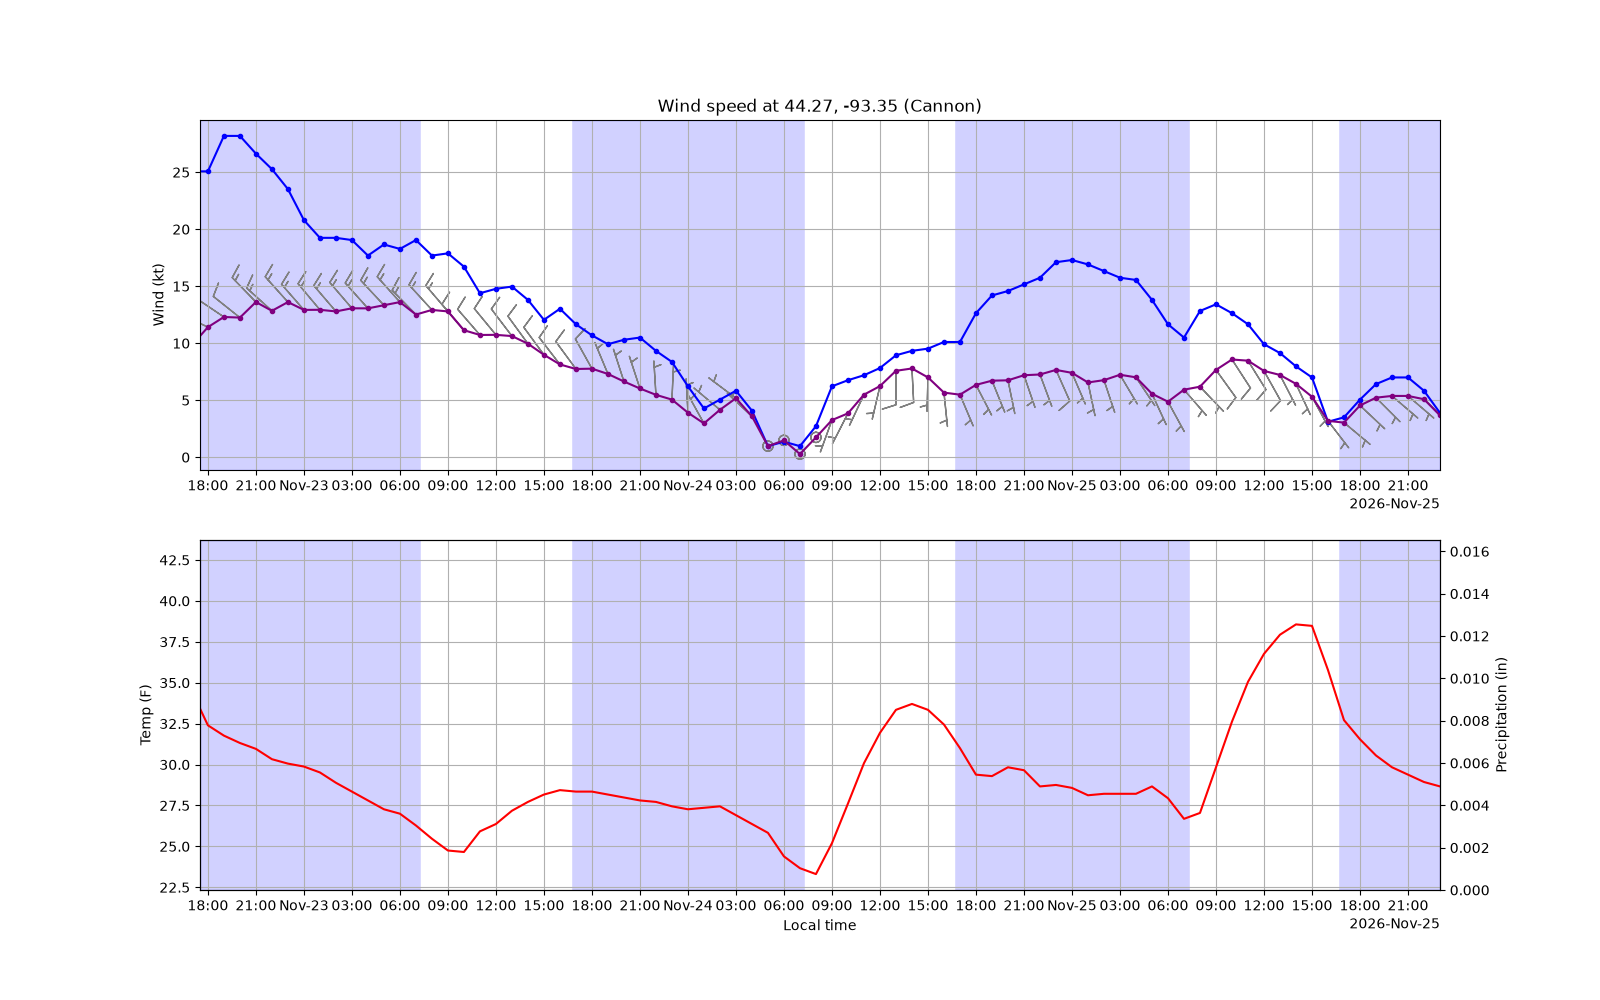 Wind speed at 44.27, -93.35 (Cannon)
Wind (kt)
25
20
15
10
5
0
18:00 21:00 Nov-23 03:00 06:00 09:00 12:00 15:00 18:00 21:00 Nov-24 03:00 06:00 09:00 12:00 15:00 18:00 21:00 Nov-25 03:00 06:00 09:00 12:00 15:00 18:00 21:00
2026-Nov-25
Temp (F)
42.5
40.0
37.5
35.0
32.5
30.0
27.5
25.0
22.5
0.016
0.014
0.012
0.010
0.008
0.006
0.004
0.002
0.000
Precipitation (in)
18:00 21:00 Nov-23 03:00 06:00 09:00 12:00 15:00 18:00 21:00 Nov-24 03:00 06:00 09:00 12:00 15:00 18:00 21:00 Nov-25 03:00 06:00 09:00 12:00 15:00 18:00 21:00
Local time
2026-Nov-25